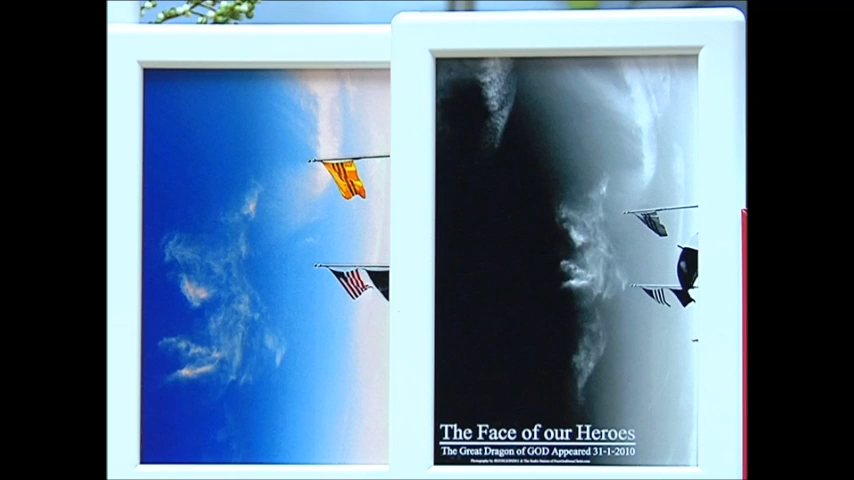 The Face of our Heroes
The Great Dragon of GOD Appeared 31-1-2010